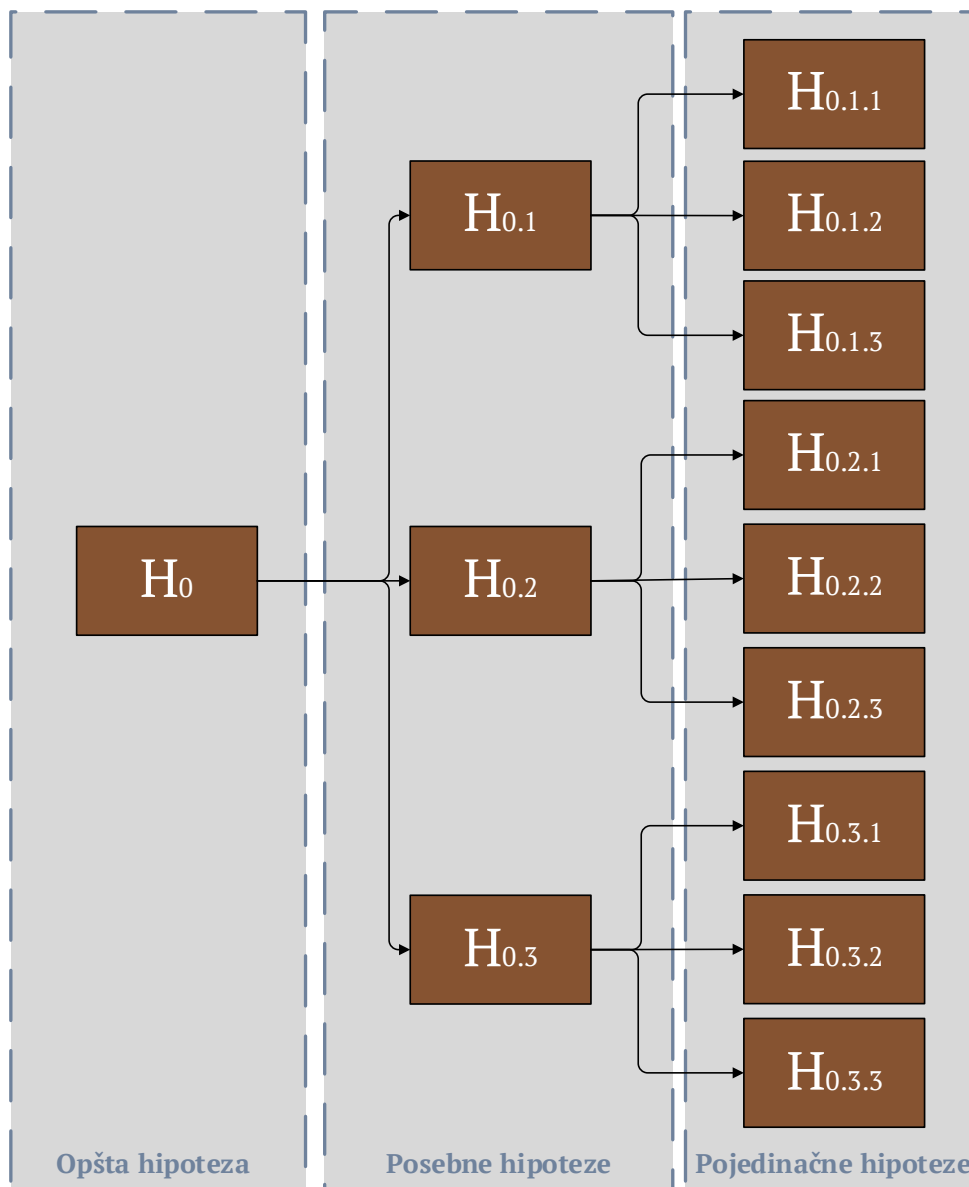 H0
H0.1
H0.2
H0.3
H0.1.1
H0.1.2
H0.1.3
H0.2.1
H0.2.2
H0.2.3
H0.3.1
H0.3.2
H0.3.3
Opšta hipoteza
Posebne hipoteze
Pojedinačne hipoteze